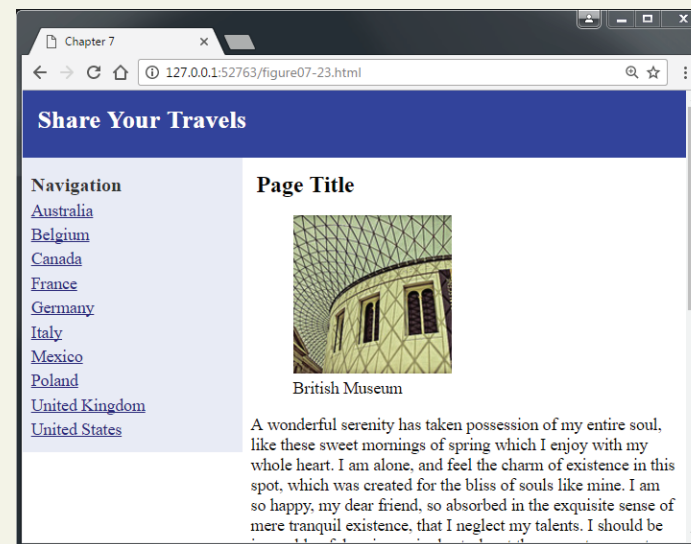 Chapter 7
127.0.0.1:52763/figure07-23.html
Share Your Travels
Navigation
Australia
Belgium
Canada
France
Germany
Italy
Mexico
Poland
United Kingdom
United States
Page Title
British Museum
A wonderful serenity has taken possession of my entire soul,
like these sweet mornings of spring which I enjoy with my
whole heart. I am alone, and feel the charm of existence in this
spot, which was created for the bliss of souls like mine. I am
so happy, my dear friend, so absorbed in the exquisite sense of
mere tranquil existence, that I neglect my talents. I should be